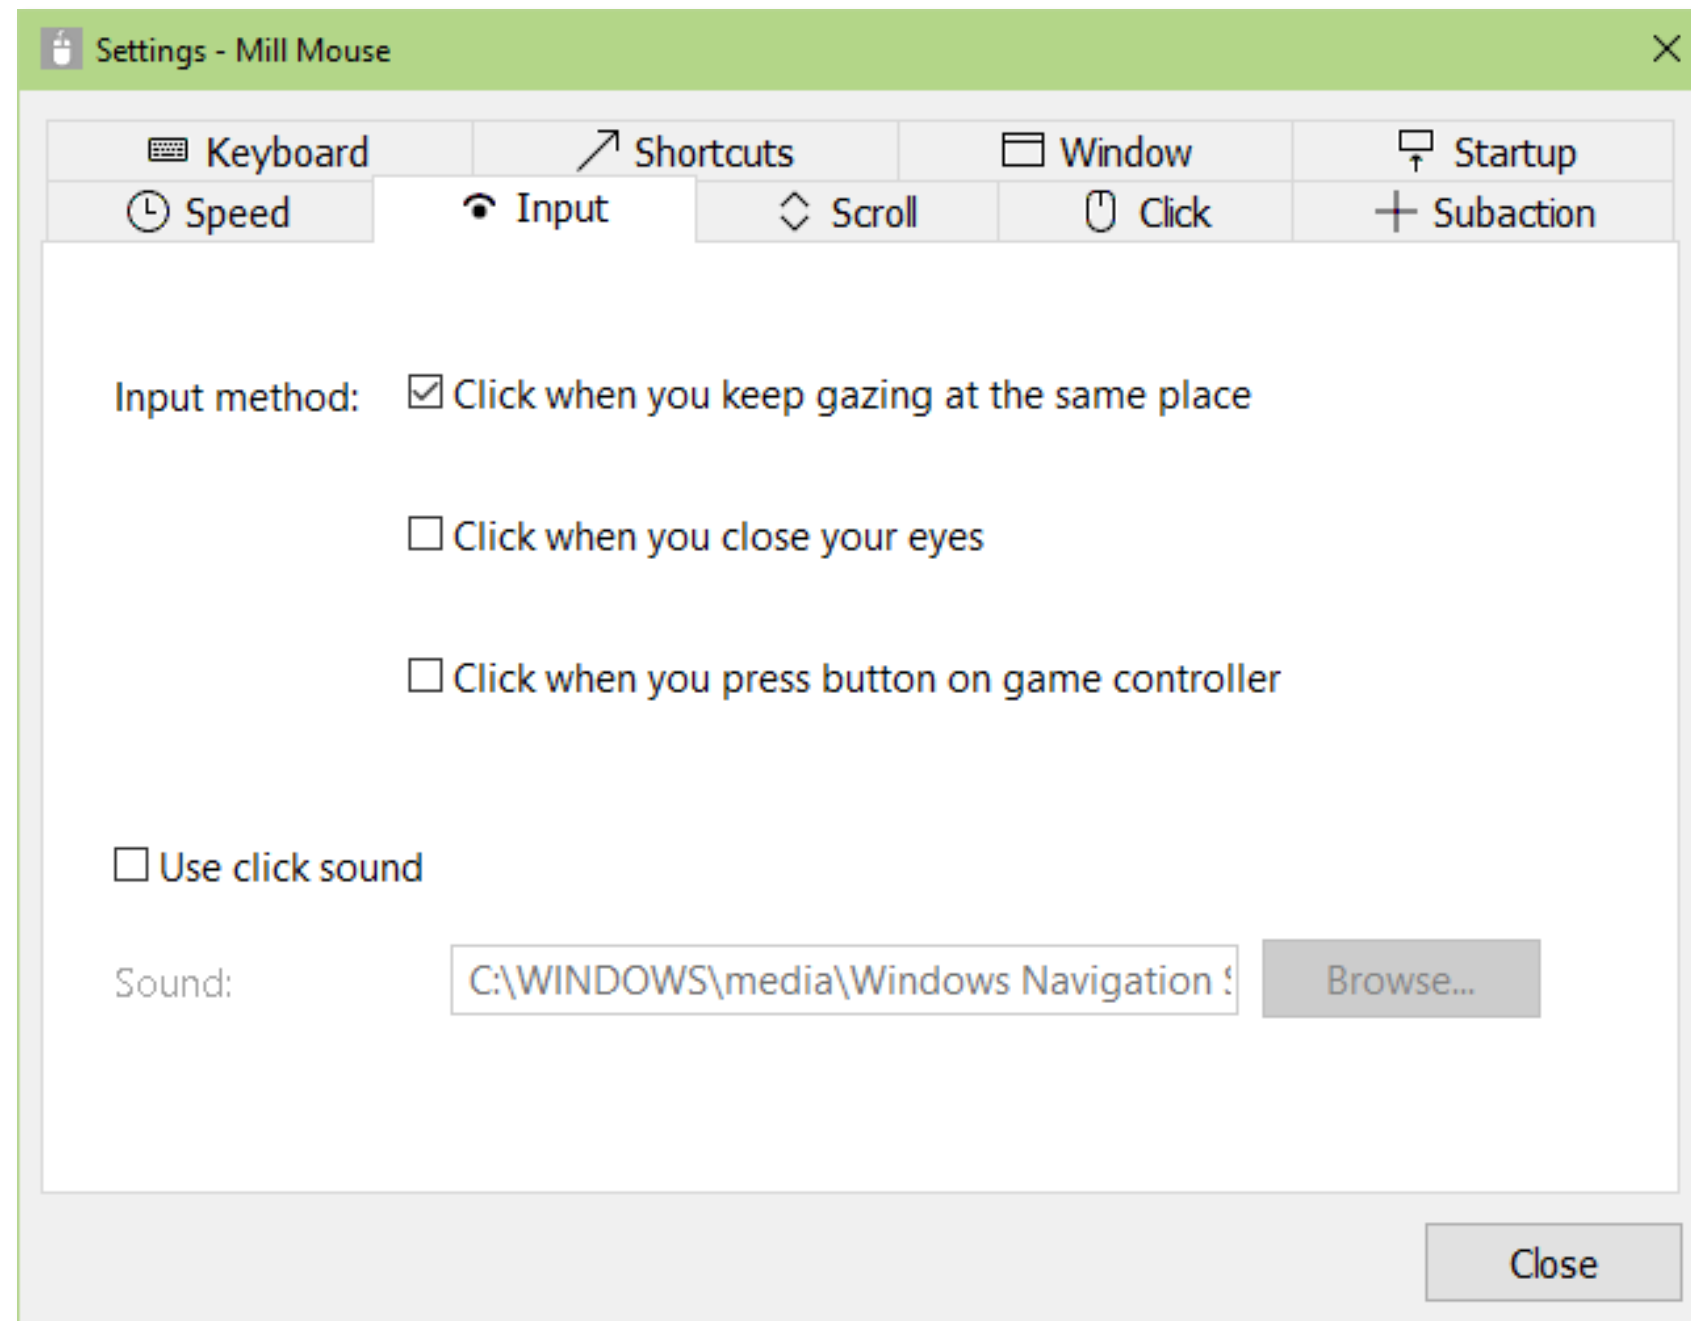 Settings - Mill Mouse
Keyboard Shortcuts Window Startup
Speed Input Scroll Click Subaction
Input method: Click when you keep gazing at the same place
Click when you close your eyes
Click when you press button on game controller
Use click sound
Sound: C:\WINDOWS\media\Windows Navigation Browse...
Close